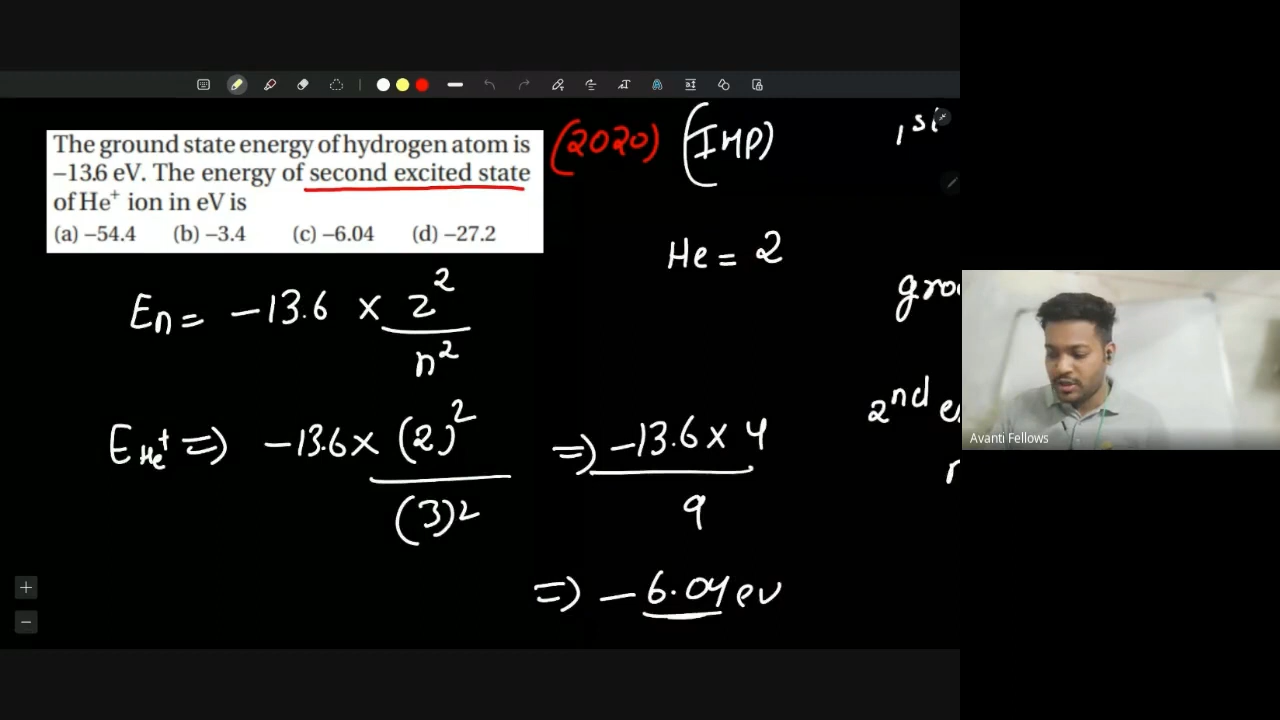 The ground state energy of hydrogen atom is
–13.6 eV. The energy of second excited state
of He⁺ ion in eV is
(a) –54.4 (b) –3.4 (c) –6.04 (d) –27.2
(2020) (IMP)
1st
He = 2
En = -13.6 × z²
n²
E He⁺ ⇒ -13.6 × (2)²
(3)²
⇒ -13.6 × 4
9
⇒ - 6.04 ev
2nd
Avanti Fellows